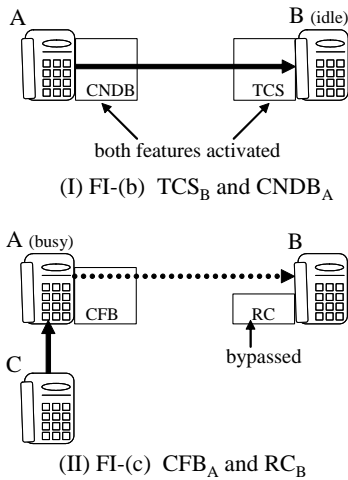 A
B (idle)
CNDB
TCS
both features activated
(I) FI-(b) TCS_B and CNDB_A
A (busy)
B
CFB
RC
C
bypassed
(II) FI-(c) CFB_A and RC_B